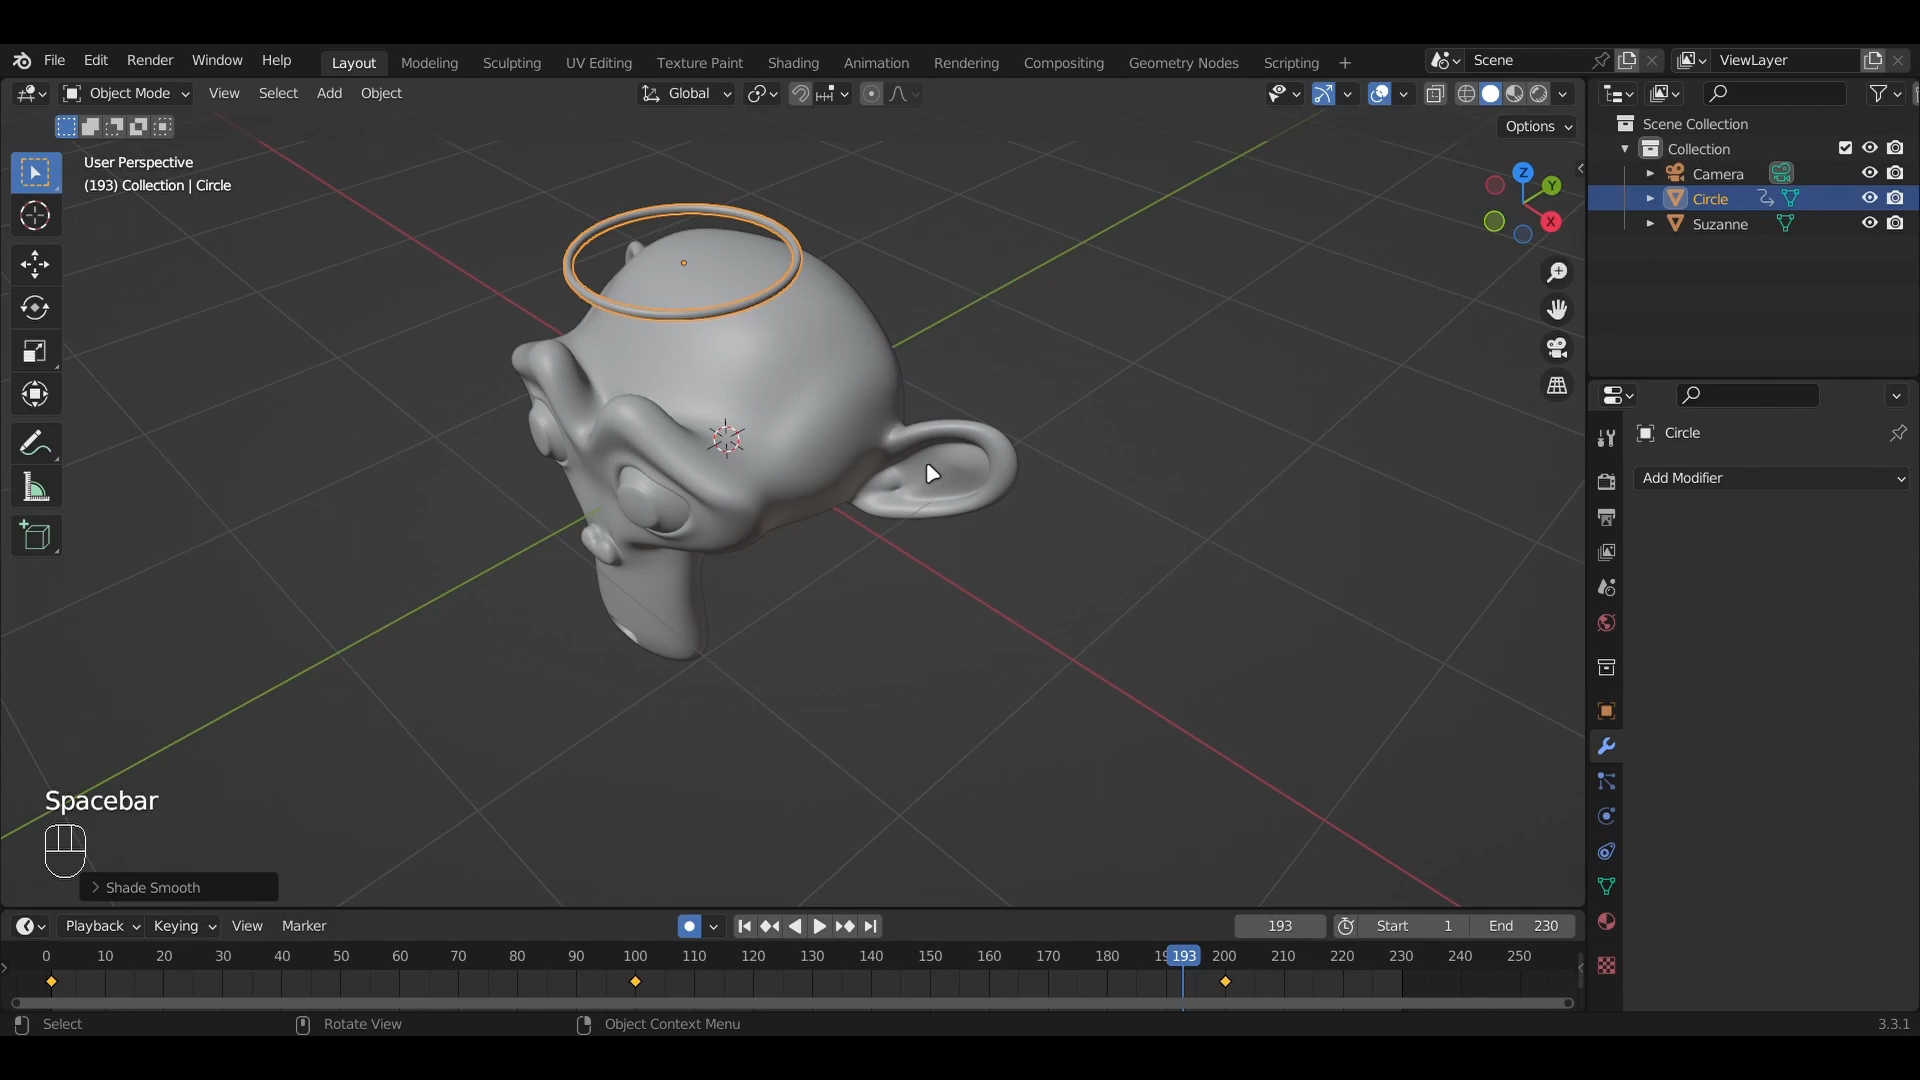 File Edit Render Window Help Layout Modeling Sculpting UV Editing Texture Paint Shading Animation Rendering Compositing Geometry Nodes Scripting + Scene ViewLayer
Object Mode View Select Add Object Global
Options
User Perspective
(193) Collection | Circle
Z
Y
X
Scene Collection
Collection
Camera
Circle
Suzanne
Circle
Add Modifier
Spacebar
Shade Smooth
Playback Keying View Marker 193 Start 1 End 230
0 10 20 30 40 50 60 70 80 90 100 110 120 130 140 150 160 170 180 193 200 210 220 230 240 250
Select Rotate View Object Context Menu 3.3.1